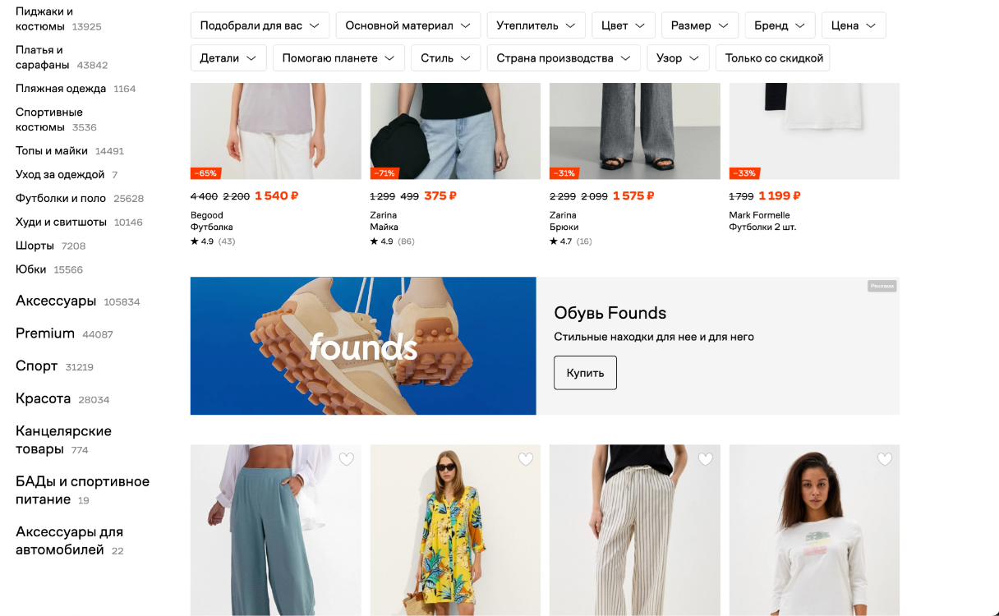 Пиджаки и
костюмы 13925
Платья и
сарафаны 43842
Пляжная одежда 1164
Спортивные
костюмы 3536
Топы и майки 14491
Уход за одеждой 7
Футболки и поло 25628
Худи и свитшоты 10146
Шорты 7208
Юбки 15566
Аксессуары 105834
Premium 44087
Спорт 31219
Красота 28034
Канцелярские
товары 774
БАДы и спортивное
питание 19
Аксессуары для
автомобилей 22
Подобрали для вас
Основной материал
Утеплитель
Цвет
Размер
Бренд
Цена
Детали
Помогаю планете
Стиль
Страна производства
Узор
Только со скидкой
−65%
4 400 2 200 1 540 ₽
Begood
Футболка
★ 4.9 (43)
−71%
1 299 499 375 ₽
Zarina
Майка
★ 4.9 (86)
−31%
2 299 2 099 1 575 ₽
Zarina
Брюки
★ 4.7 (16)
−33%
1 799 1 199 ₽
Mark Formelle
Футболки 2 шт.
founds
Реклама
Обувь Founds
Стильные находки для нее и для него
Купить